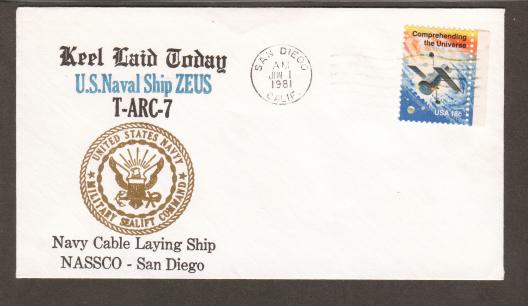 Keel Laid Today
U.S. Naval Ship ZEUS
T-ARC-7
UNITED STATES NAVY
MILITARY SEALIFT COMMAND
Navy Cable Laying Ship
NASSCO - San Diego
SAN DIEGO
AM
JUN 1
1981
CALIF.
Comprehending
the Universe
USA 18c